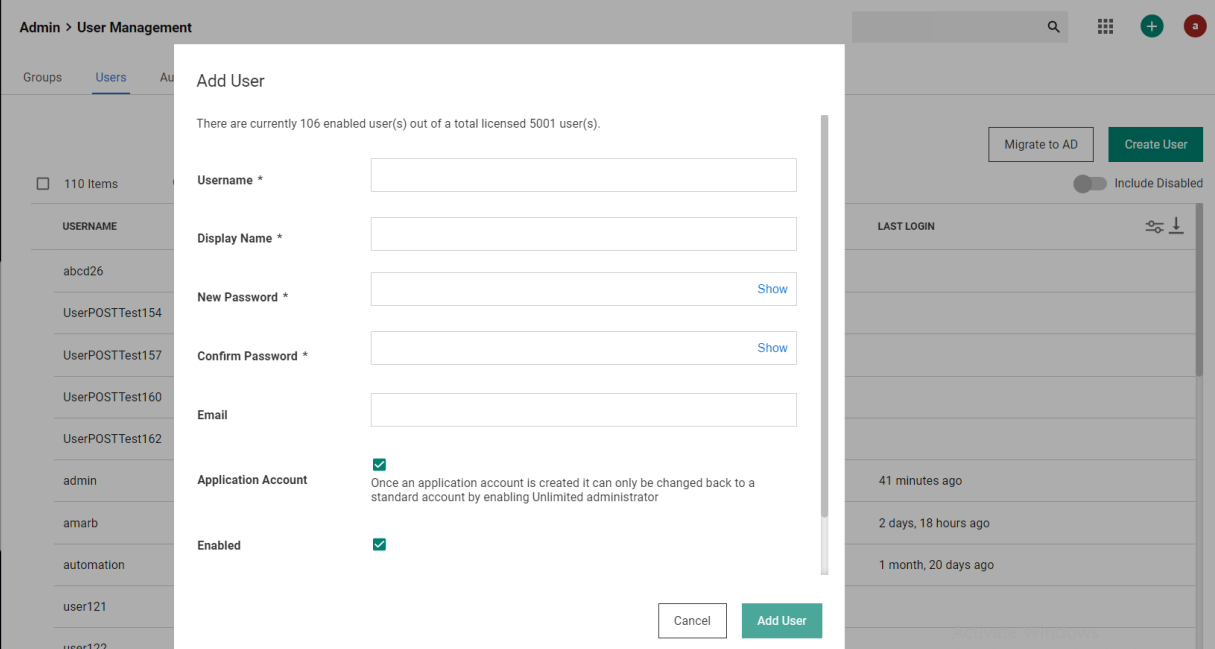 Admin > User Management
a
Groups
Users
Au
Add User
There are currently 106 enabled user(s) out of a total licensed 5001 user(s).
Migrate to AD
Create User
110 Items
Include Disabled
Username *
USERNAME
LAST LOGIN
Display Name *
abcd26
New Password *
Show
UserPOSTTest154
Confirm Password *
Show
UserPOSTTest157
UserPOSTTest160
Email
UserPOSTTest162
Application Account
Once an application account is created it can only be changed back to a
standard account by enabling Unlimited administrator
admin
41 minutes ago
amarb
2 days, 18 hours ago
Enabled
automation
1 month, 20 days ago
user121
Cancel
Add User
Activate Windows
user122